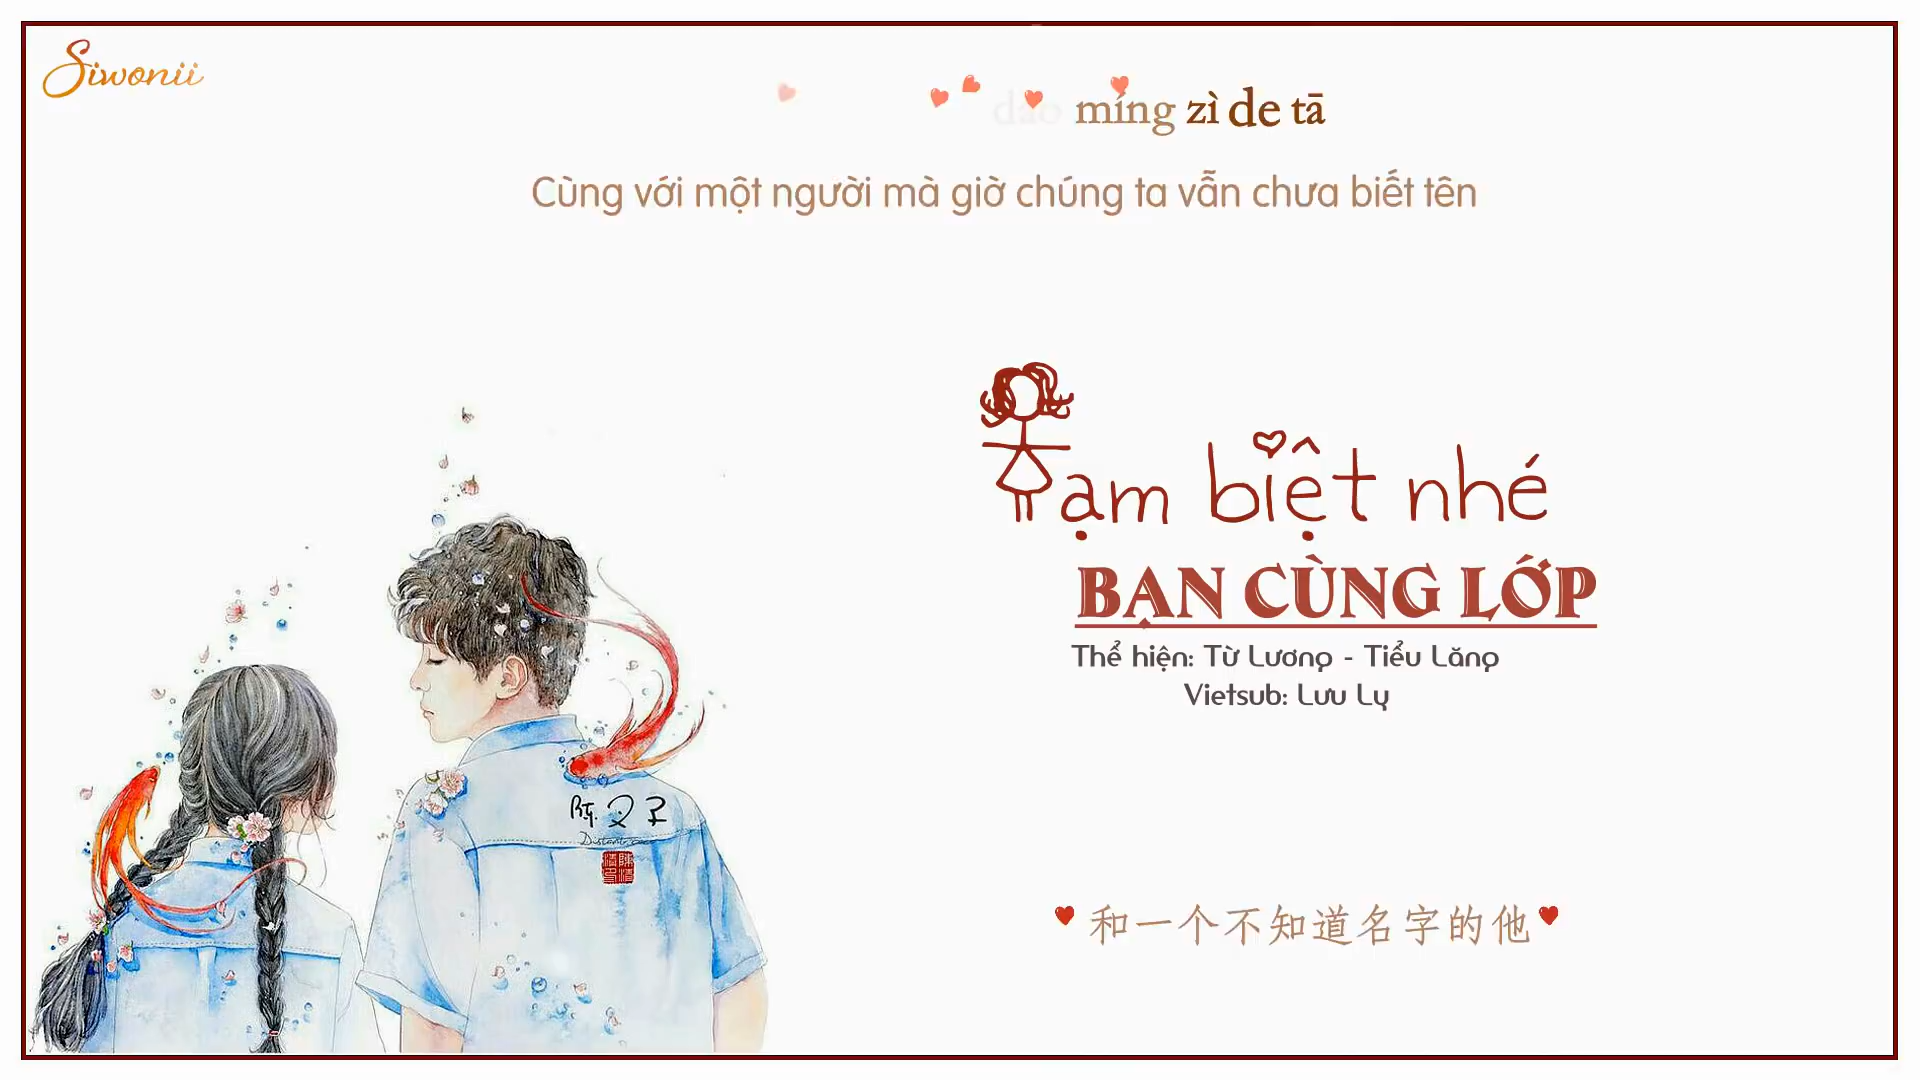 Siwonii
dào míng zì de tā
Cùng với một người mà giờ chúng ta vẫn chưa biết tên
Tạm biệt nhé
BẠN CÙNG LỚP
Thể hiện: Từ Lương - Tiểu Lăng
Vietsub: Lưu Ly
和一个不知道名字的他